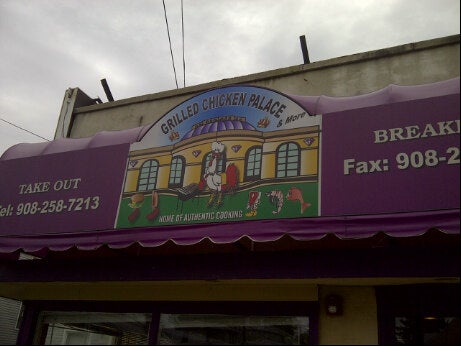 GRILLED CHICKEN PALACE
& More
TAKE OUT
Tel: 908-258-7213
HOME OF AUTHENTIC COOKING
BREAK
Fax: 908-2